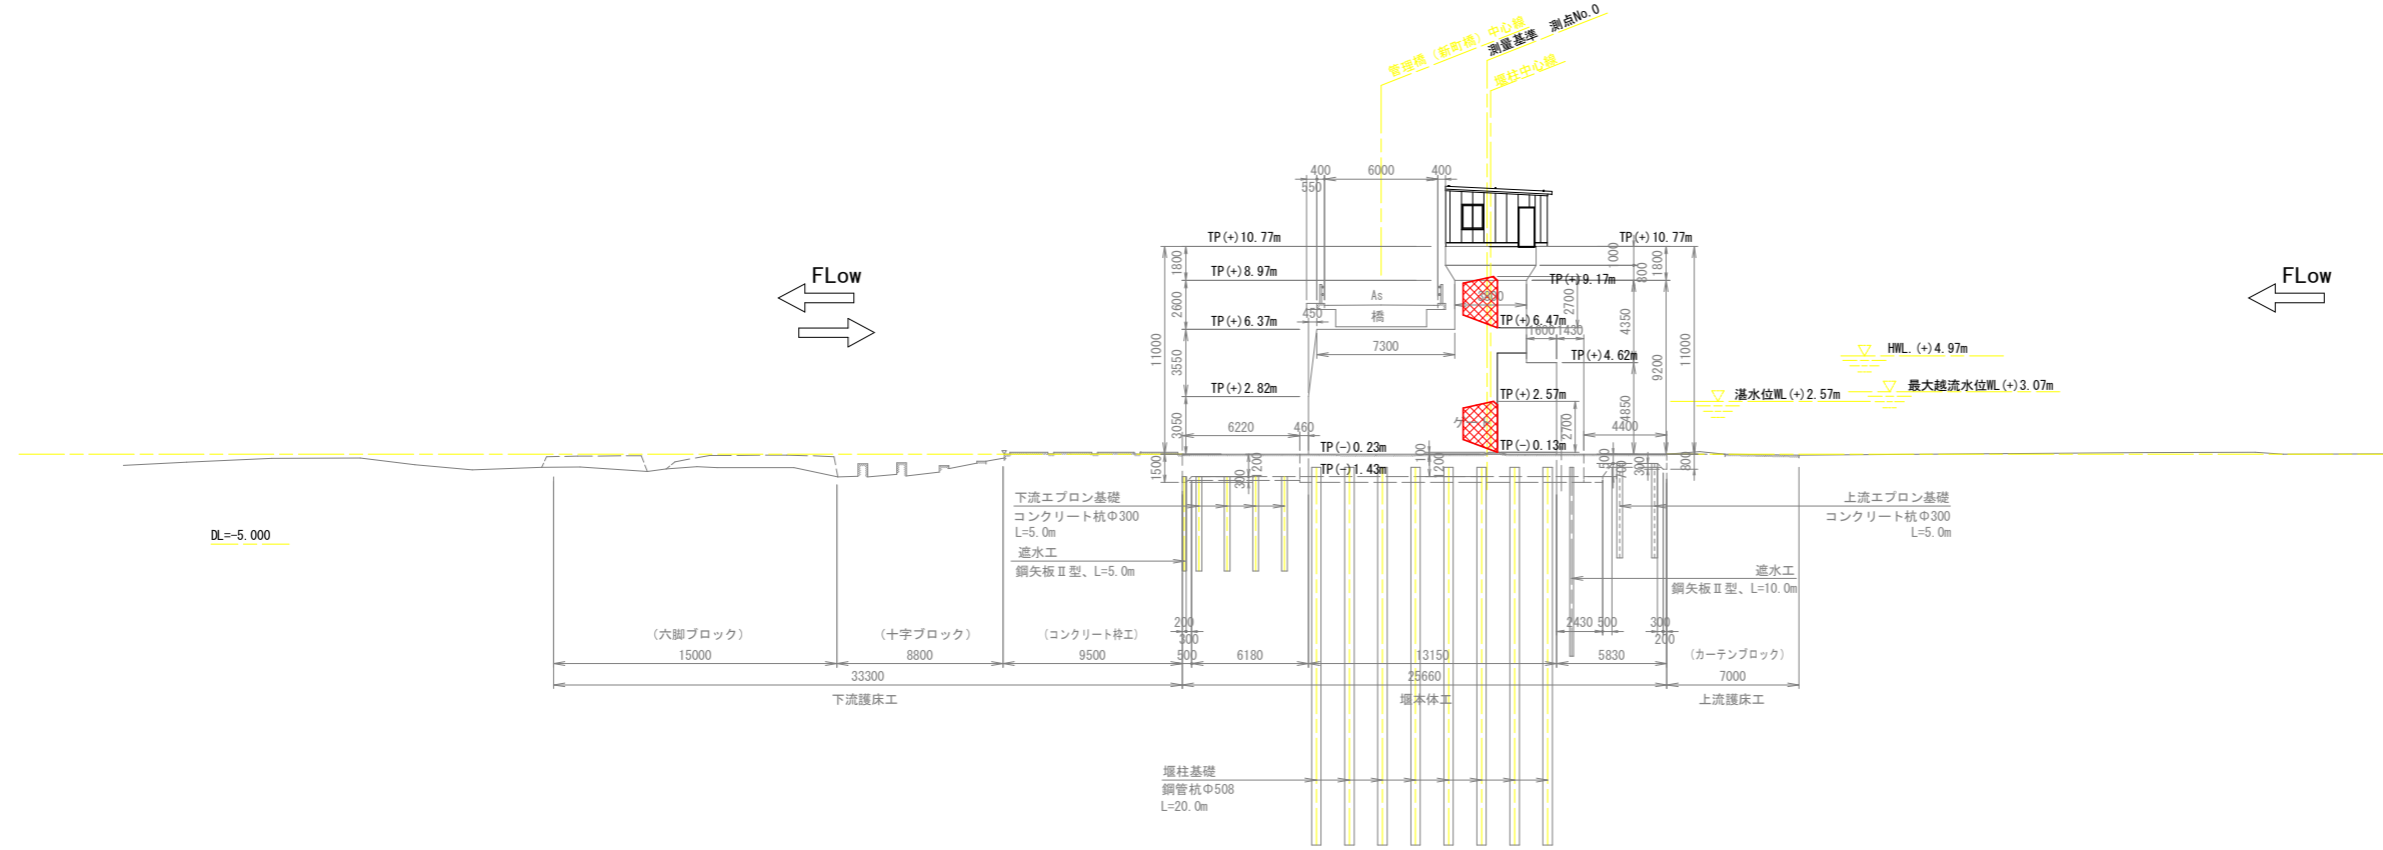 管理橋（新町橋）中心線
測量基準　測点No.0
堰柱中心線
400
6000
400
550
TP(+)10.77m
TP(+)10.77m
1800
1800
800
FLow
FLow
TP(+)8.97m
TP(+)9.17m
As
2600
2700
450
橋
TP(+)6.37m
TP(+)6.47m
1600
1430
4350
11000
11000
9200
3550
7300
TP(+)4.62m
HWL.(+)4.97m
TP(+)2.82m
TP(+)2.57m
湛水位WL(+)2.57m
最大越流水位WL(+)3.07m
3050
4850
2700
6220
460
4400
TP(-)0.23m
TP(-)0.13m
100
1500
300
1200
TP(-)1.43m
1200
500
700
300
800
下流エプロン基礎
コンクリート杭Φ300
L=5.0m
上流エプロン基礎
コンクリート杭Φ300
L=5.0m
DL=-5.000
遮水工
鋼矢板Ⅱ型、L=5.0m
遮水工
鋼矢板Ⅱ型、L=10.0m
200
300
2430
500
300
200
（六脚ブロック）
（十字ブロック）
（コンクリート枠工）
（カーテンブロック）
15000
8800
9500
500
6180
13150
5830
33300
25660
7000
下流護床工
堰本体工
上流護床工
堰柱基礎
鋼管杭Φ508
L=20.0m